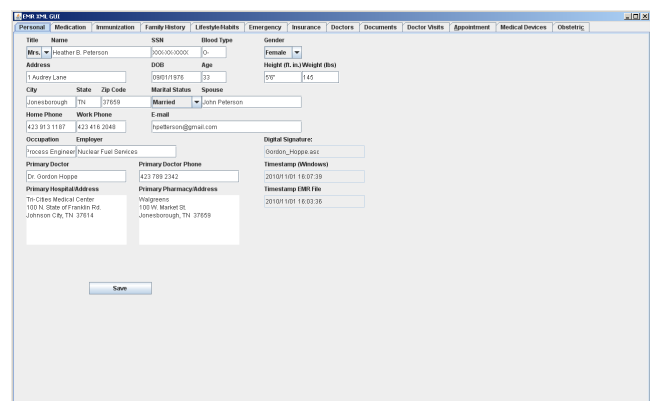 EMR XML GUI
Personal Medication Immunization Family History Lifestyle/Habits Emergency Insurance Doctors Documents Doctor Visits Appointment Medical Devices Obstetric
Title Name SSN Blood Type Gender
Mrs. Heather B. Peterson XXX-XX-XXXX O- Female
Address DOB Age Height (ft. in.) Weight (lbs)
1 Audrey Lane 09/01/1976 33 5'6" 145
City State Zip Code Marital Status Spouse
Jonesborough TN 37659 Married John Peterson
Home Phone Work Phone E-mail
423 913 1187 423 416 2048 hpetterson@gmail.com
Occupation Employer Digital Signature:
Process Engineer Nuclear Fuel Services Gordon_Hoppe.asc
Primary Doctor Primary Doctor Phone Timestamp (Windows)
Dr. Gordon Hoppe 423 789 2342 2010/11/01 16:07:39
Primary Hospital/Address Primary Pharmacy/Address Timestamp EMR File
Tri-Cities Medical Center Walgreens 2010/11/01 16:03:36
100 N. State of Franklin Rd. 100 W. Market St.
Johnson City, TN 37614 Jonesborough, TN 37659
Save